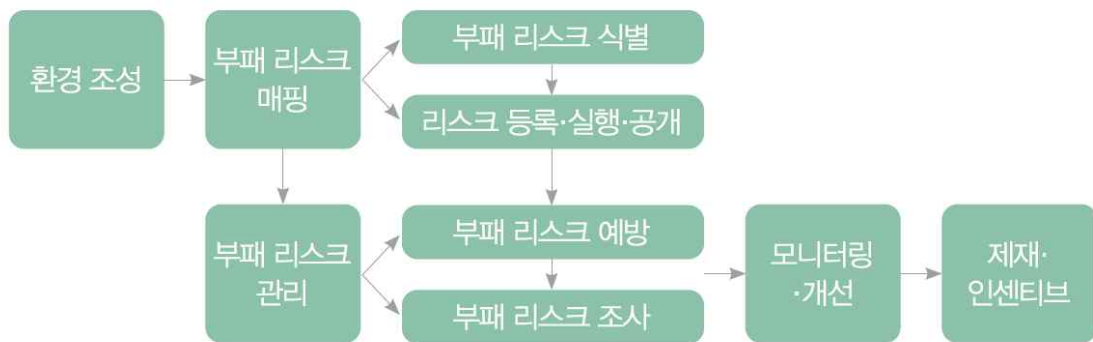 환경 조성
부패 리스크
매핑
부패 리스크 식별
리스크 등록·실행·공개
부패 리스크
관리
부패 리스크 예방
부패 리스크 조사
모니터링
·개선
제재·
인센티브